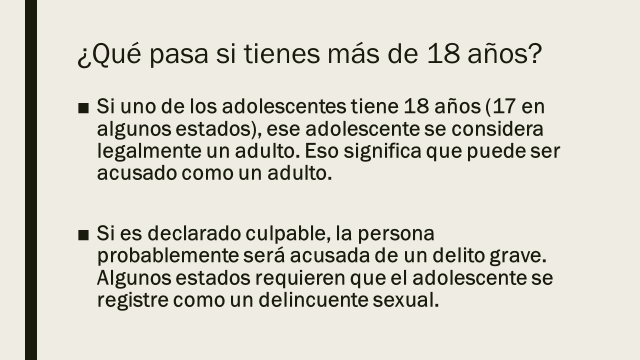 ¿Qué pasa si tienes más de 18 años?
■ Si uno de los adolescentes tiene 18 años (17 en
algunos estados), ese adolescente se considera
legalmente un adulto. Eso significa que puede ser
acusado como un adulto.
■ Si es declarado culpable, la persona
probablemente será acusada de un delito grave.
Algunos estados requieren que el adolescente se
registre como un delincuente sexual.